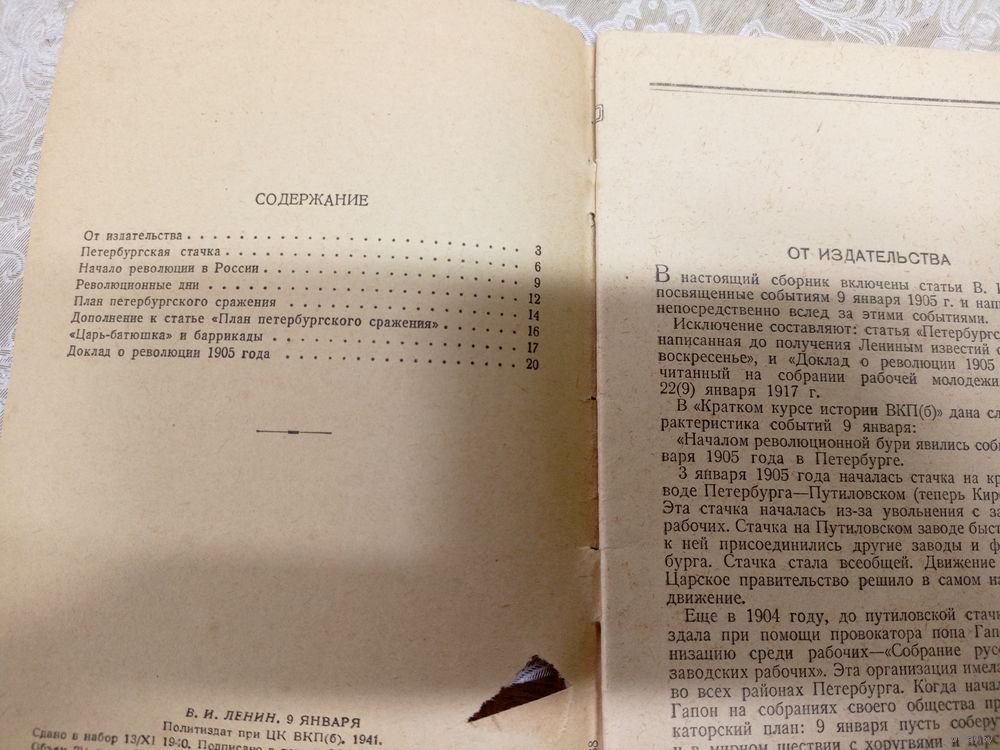 СОДЕРЖАНИЕ
От издательства 3
Петербургская стачка 6
Начало революции в России 9
Революционные дни 12
План петербургского сражения 14
Дополнение к статье «План петербургского сражения» 16
«Царь-батюшка» и баррикады 17
Доклад о революции 1905 года 20
В. И. ЛЕНИН. 9 ЯНВАРЯ
Политиздат при ЦК ВКП(б). 1941.
Сдано в набор 13/XI 1940. Подписано
ОТ ИЗДАТЕЛЬСТВА
В настоящий сборник включены статьи В.
посвященные событиям 9 января 1905 г. и
непосредственно вслед за этими событиями.
Исключение составляют: статья
написанная до получения Лениным известий
воскресенье», и «Доклад о революции 1905
читанный на собрании рабочей
22(9) января 1917 г.
В «Кратком курсе истории ВКП(б)» дана
рактеристика событий 9 января:
«Началом революционной бури явились
варя 1905 года в Петербурге.
3 января 1905 года началась стачка на
воде Петербурга—Путиловском (теперь
Эта стачка началась из-за увольнения с
рабочих. Стачка на Путиловском заводе
к ней присоединились другие заводы и
бурга. Стачка стала всеобщей. Движение
Царское правительство решило в самом
движение.
Еще в 1904 году, до путиловской
здала при помощи провокатора попа
низацию среди рабочих—«Собрание
заводских рабочих». Эта организация
во всех районах Петербурга. Когда
Гапон на собраниях своего общества
каторский план: 9 января пусть
и в мирном шествии с хоругвями и